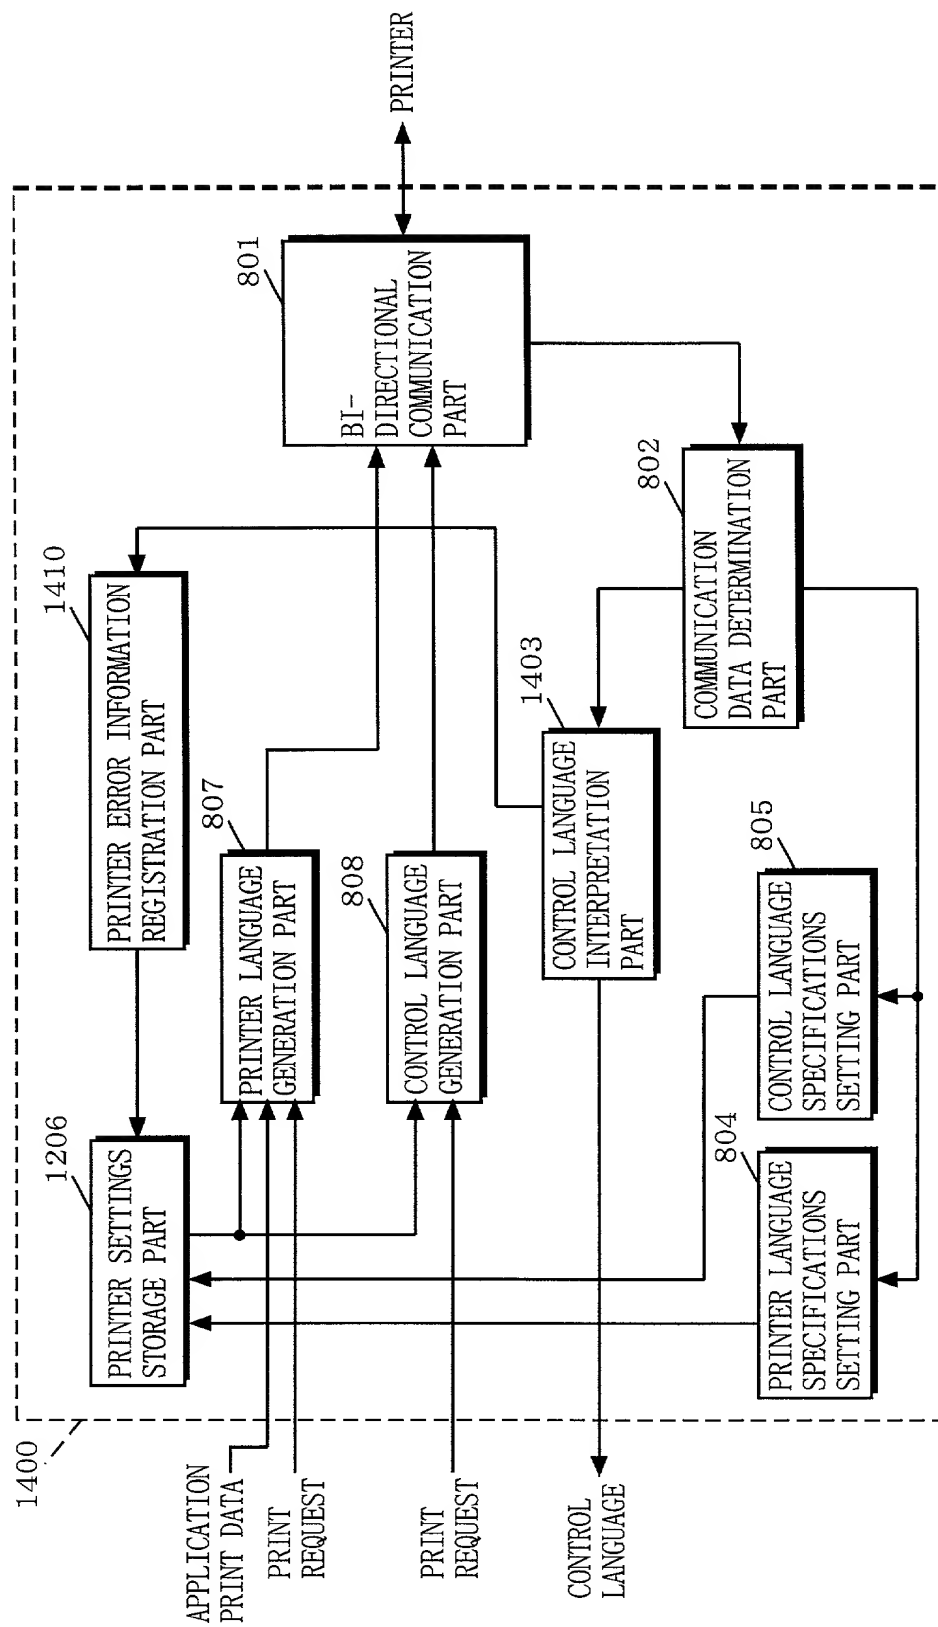 1400
1206
PRINTER SETTINGS
STORAGE PART
1410
PRINTER ERROR INFORMATION
REGISTRATION PART
APPLICATION
PRINT DATA
PRINT
REQUEST
807
PRINTER LANGUAGE
GENERATION PART
801
BI-
DIRECTIONAL
COMMUNICATION
PART
PRINTER
PRINT
REQUEST
808
CONTROL LANGUAGE
GENERATION PART
CONTROL
LANGUAGE
1403
CONTROL LANGUAGE
INTERPRETATION
PART
802
COMMUNICATION
DATA DETERMINATION
PART
804
PRINTER LANGUAGE
SPECIFICATIONS
SETTING PART
805
CONTROL LANGUAGE
SPECIFICATIONS
SETTING PART